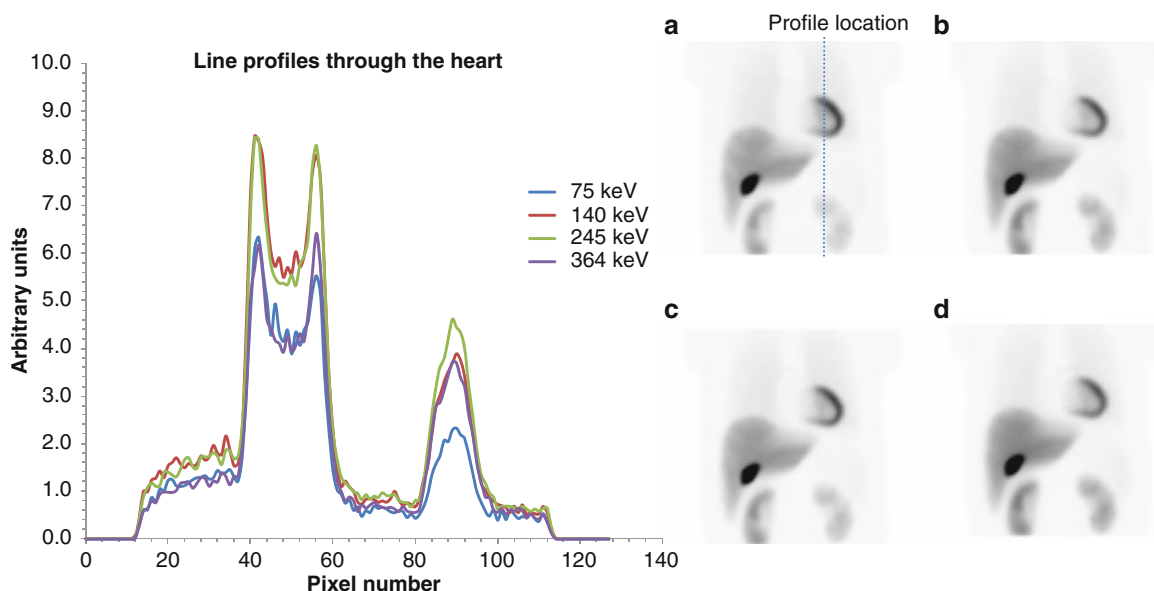 Line profiles through the heart
Arbitrary units
10.0
9.0
8.0
7.0
6.0
5.0
4.0
3.0
2.0
1.0
0.0
0 20 40 60 80 100 120 140
Pixel number
75 keV
140 keV
245 keV
364 keV
a
Profile location
b
c
d